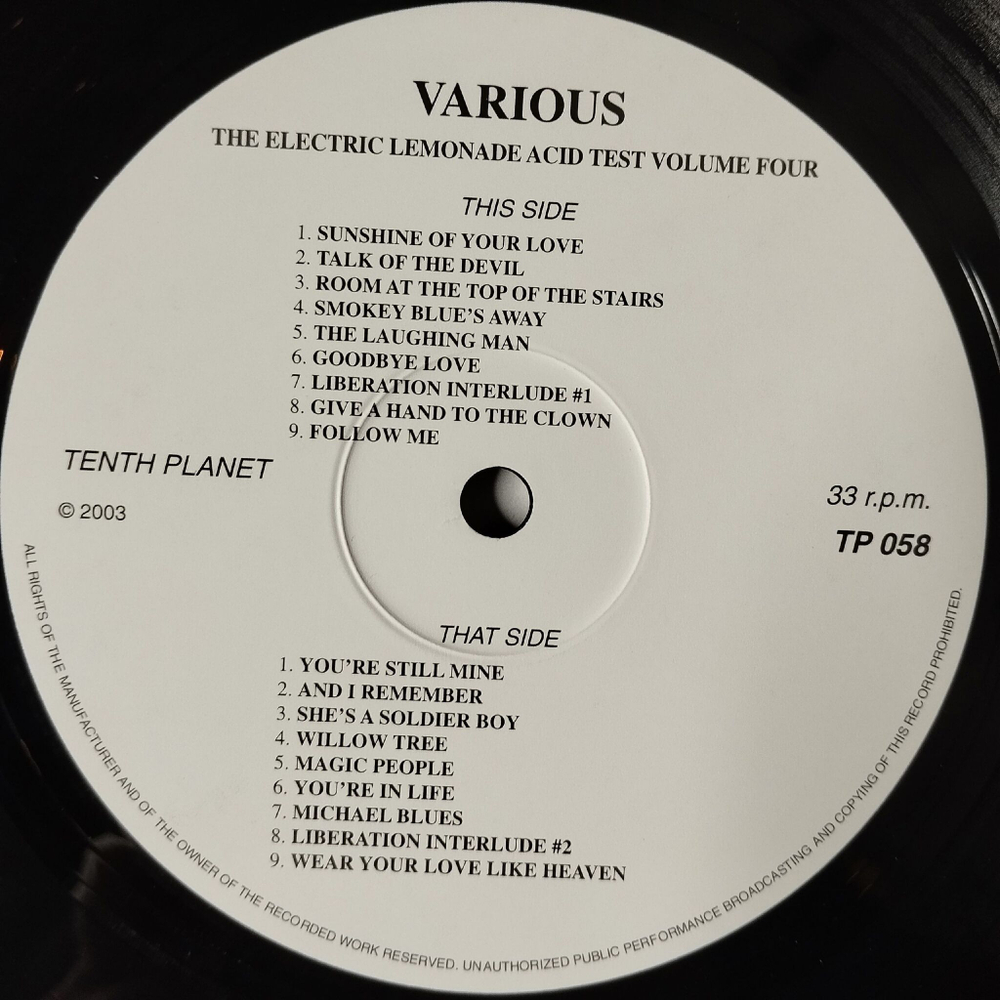 VARIOUS
THE ELECTRIC LEMONADE ACID TEST VOLUME FOUR
THIS SIDE
1. SUNSHINE OF YOUR LOVE
2. TALK OF THE DEVIL
3. ROOM AT THE TOP OF THE STAIRS
4. SMOKEY BLUE'S AWAY
5. THE LAUGHING MAN
6. GOODBYE LOVE
7. LIBERATION INTERLUDE #1
8. GIVE A HAND TO THE CLOWN
9. FOLLOW ME
TENTH PLANET
© 2003
33 r.p.m.
TP 058
THAT SIDE
1. YOU'RE STILL MINE
2. AND I REMEMBER
3. SHE'S A SOLDIER BOY
4. WILLOW TREE
5. MAGIC PEOPLE
6. YOU'RE IN LIFE
7. MICHAEL BLUES
8. LIBERATION INTERLUDE #2
9. WEAR YOUR LOVE LIKE HEAVEN
ALL RIGHTS OF THE MANUFACTURER AND OF THE OWNER OF THE RECORDED WORK RESERVED. UNAUTHORIZED PUBLIC PERFORMANCE BROADCASTING AND COPYING OF THIS RECORD PROHIBITED.